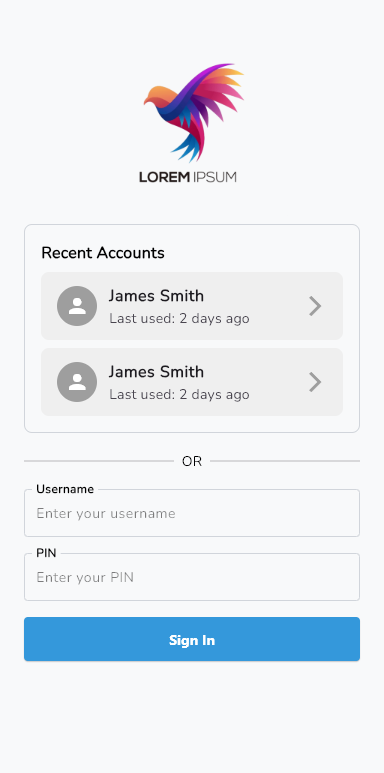 LOREM IPSUM
Recent Accounts
James Smith
Last used: 2 days ago
James Smith
Last used: 2 days ago
OR
Username
Enter your username
PIN
Enter your PIN
Sign In